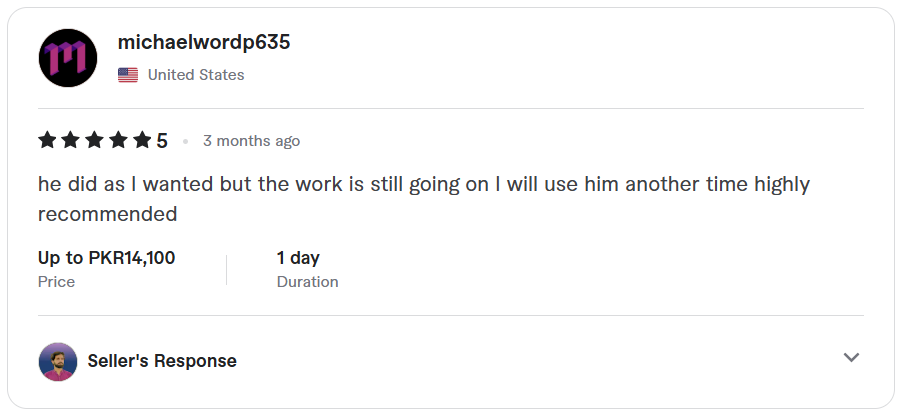 michaelwordp635
United States
5 • 3 months ago
he did as I wanted but the work is still going on I will use him another time highly
recommended
Up to PKR14,100
1 day
Price
Duration
Seller's Response